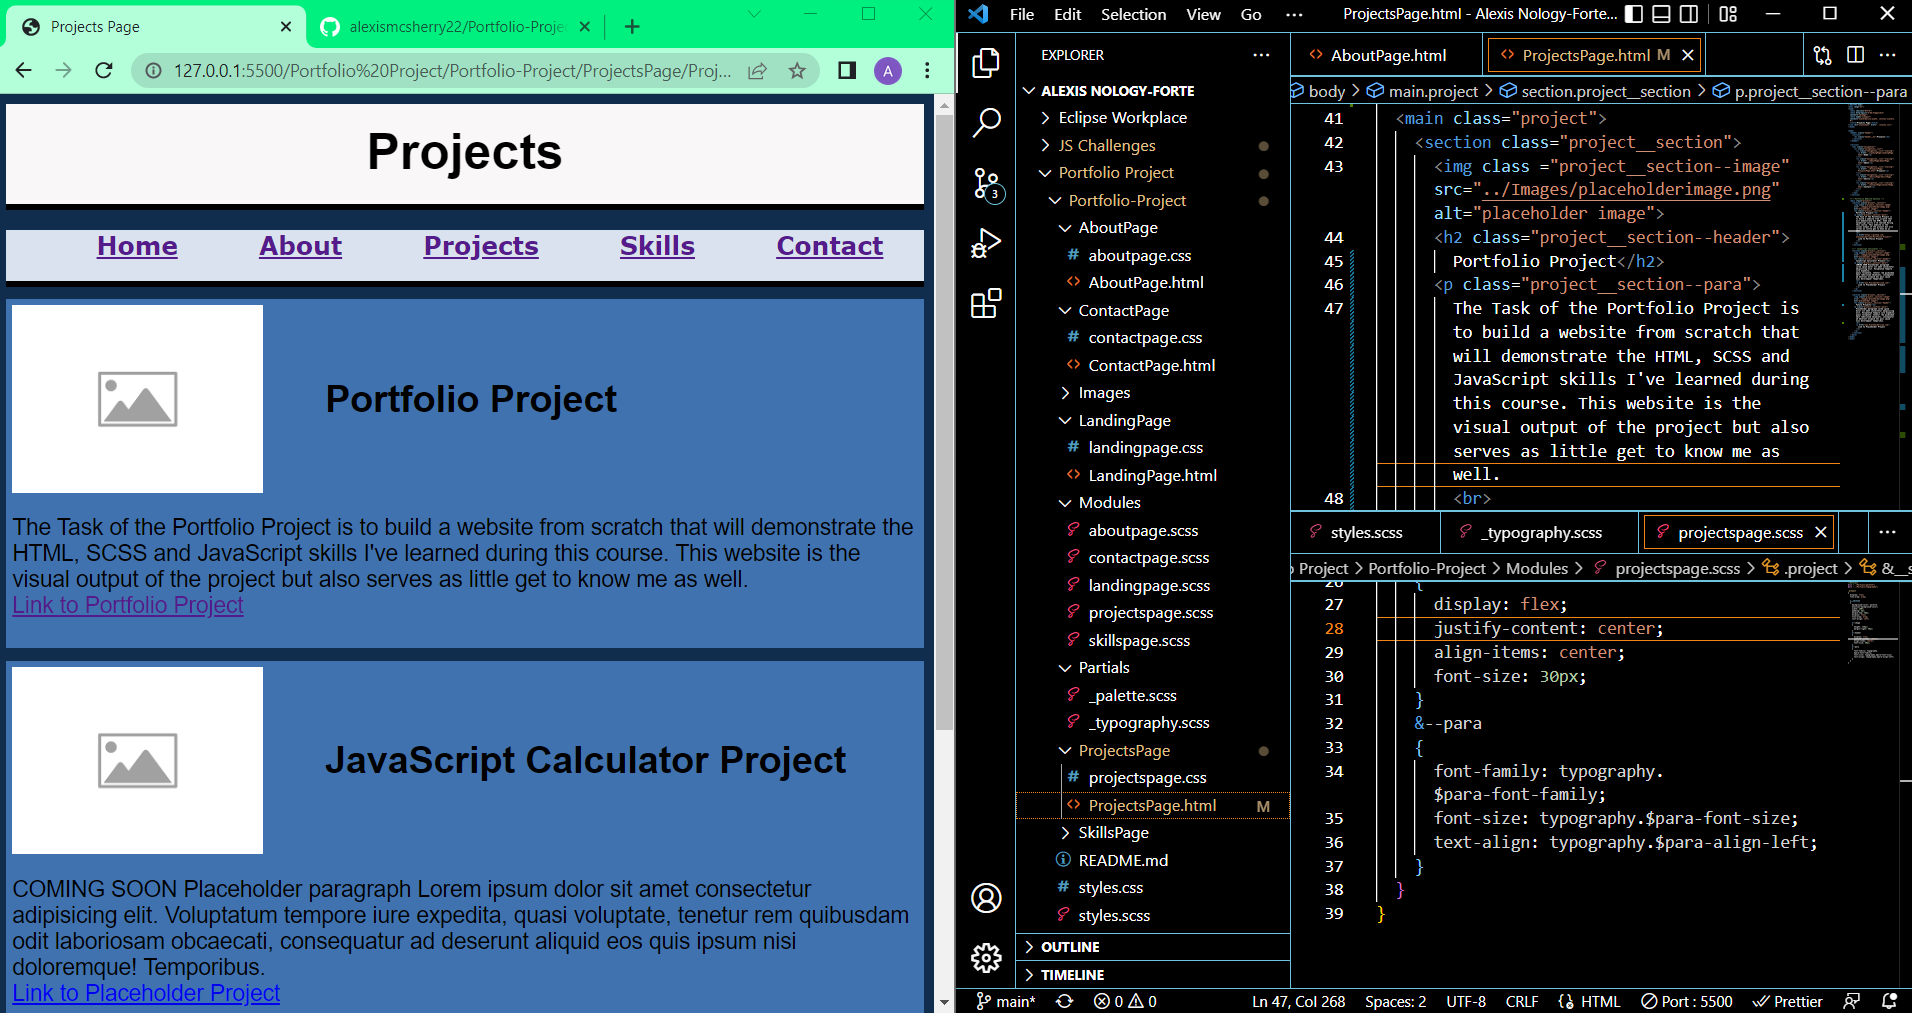 Projects Page
alexismcsherry22/Portfolio-Projec
127.0.0.1:5500/Portfolio%20Project/Portfolio-Project/ProjectsPage/Proj...
A
Projects
Home About Projects Skills Contact
Portfolio Project
The Task of the Portfolio Project is to build a website from scratch that will demonstrate the
HTML, SCSS and JavaScript skills I've learned during this course. This website is the
visual output of the project but also serves as little get to know me as well.
Link to Portfolio Project
JavaScript Calculator Project
COMING SOON Placeholder paragraph Lorem ipsum dolor sit amet consectetur
adipisicing elit. Voluptatum tempore iure expedita, quasi voluptate, tenetur rem quibusdam
odit laboriosam obcaecati, consequatur ad deserunt aliquid eos quis ipsum nisi
doloremque! Temporibus.
Link to Placeholder Project
File Edit Selection View Go ··· ProjectsPage.html - Alexis Nology-Forte...
3
EXPLORER
ALEXIS NOLOGY-FORTE
Eclipse Workplace
JS Challenges
Portfolio Project
Portfolio-Project
AboutPage
# aboutpage.css
<> AboutPage.html
ContactPage
# contactpage.css
<> ContactPage.html
Images
LandingPage
# landingpage.css
<> LandingPage.html
Modules
aboutpage.scss
contactpage.scss
landingpage.scss
projectspage.scss
skillspage.scss
Partials
_palette.scss
_typography.scss
ProjectsPage
# projectspage.css
<> ProjectsPage.html M
SkillsPage
README.md
# styles.css
styles.scss
OUTLINE
TIMELINE
<> AboutPage.html <> ProjectsPage.html M
body > main.project > section.project__section > p.project__section--para
41 <main class="project">
42 <section class="project__section">
43 <img class ="project__section--image"
src="../Images/placeholderimage.png"
alt="placeholder image">
44 <h2 class="project__section--header">
45 Portfolio Project</h2>
46 <p class="project__section--para">
47 The Task of the Portfolio Project is
to build a website from scratch that
will demonstrate the HTML, SCSS and
JavaScript skills I've learned during
this course. This website is the
visual output of the project but also
serves as little get to know me as
well.
48 <br>
styles.scss _typography.scss projectspage.scss
Project > Portfolio-Project > Modules > projectspage.scss > .project > &__s
26 {
27 display: flex;
28 justify-content: center;
29 align-items: center;
30 font-size: 30px;
31 }
32 &--para
33 {
34 font-family: typography.
$para-font-family;
35 font-size: typography.$para-font-size;
36 text-align: typography.$para-align-left;
37 }
38 }
39 }
main* 0 0 Ln 47, Col 268 Spaces: 2 UTF-8 CRLF HTML Port : 5500 Prettier